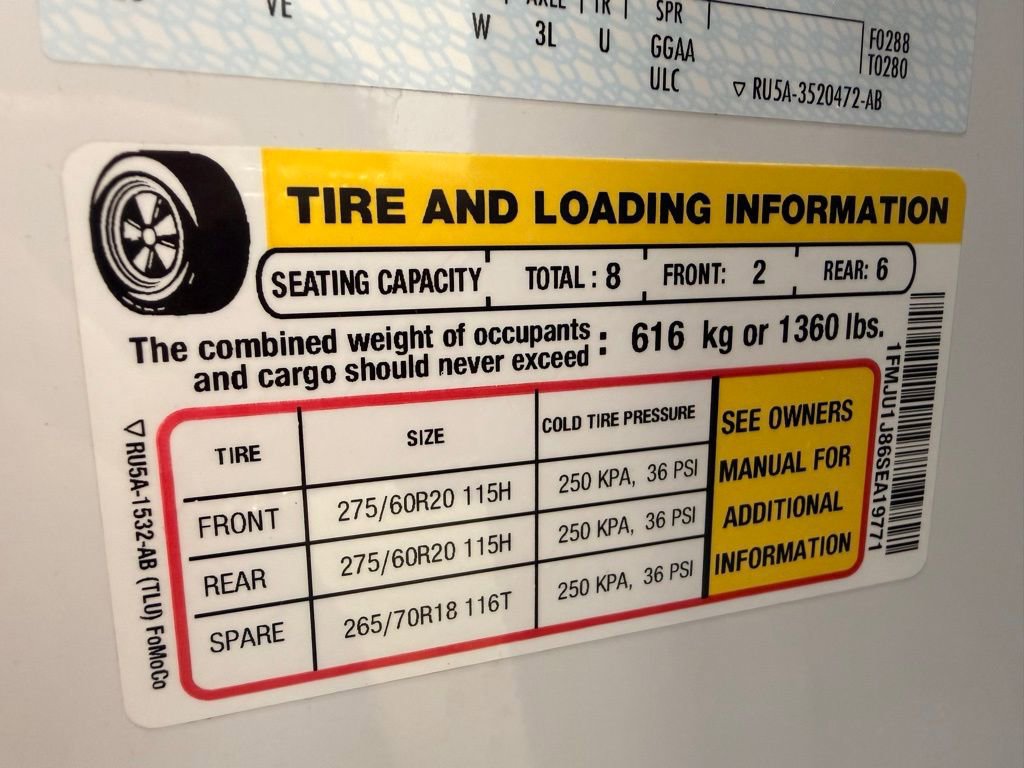 VE
W
AXLE
3L
TR
U
SPR
GGAA
ULC
F0288
T0280
▽ RU5A-3520472-AB
TIRE AND LOADING INFORMATION
SEATING CAPACITY TOTAL : 8 FRONT: 2 REAR: 6
The combined weight of occupants
and cargo should never exceed : 616 kg or 1360 lbs.
TIRE SIZE COLD TIRE PRESSURE
FRONT 275/60R20 115H 250 KPA, 36 PSI
REAR 275/60R20 115H 250 KPA, 36 PSI
SPARE 265/70R18 116T 250 KPA, 36 PSI
SEE OWNERS
MANUAL FOR
ADDITIONAL
INFORMATION
▽RU5A-1532-AB (TLU) FoMoCo
1FMJU1J86SEA19771